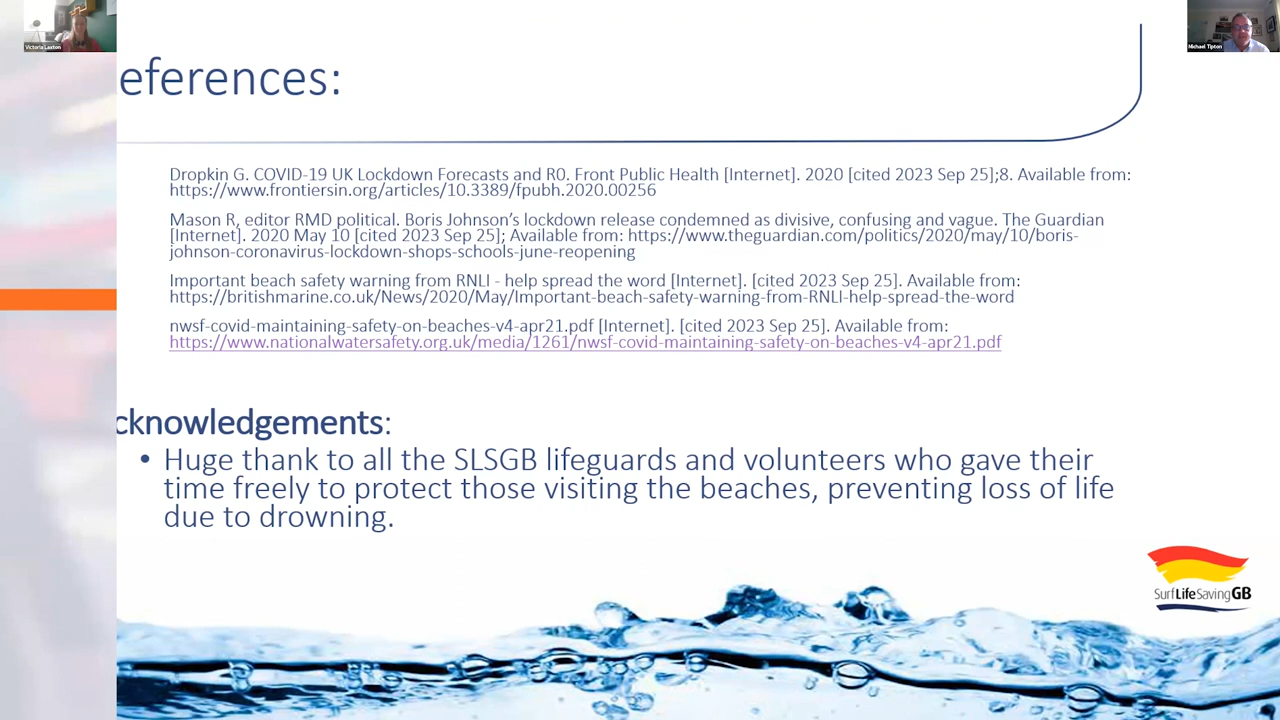 Victoria Laxton
Michael Tipton
eferences:
Dropkin G. COVID-19 UK Lockdown Forecasts and R0. Front Public Health [Internet]. 2020 [cited 2023 Sep 25];8. Available from:
https://www.frontiersin.org/articles/10.3389/fpubh.2020.00256
Mason R, editor RMD political. Boris Johnson’s lockdown release condemned as divisive, confusing and vague. The Guardian
[Internet]. 2020 May 10 [cited 2023 Sep 25]; Available from: https://www.theguardian.com/politics/2020/may/10/boris-
johnson-coronavirus-lockdown-shops-schools-june-reopening
Important beach safety warning from RNLI - help spread the word [Internet]. [cited 2023 Sep 25]. Available from:
https://britishmarine.co.uk/News/2020/May/Important-beach-safety-warning-from-RNLI-help-spread-the-word
nwsf-covid-maintaining-safety-on-beaches-v4-apr21.pdf [Internet]. [cited 2023 Sep 25]. Available from:
https://www.nationalwatersafety.org.uk/media/1261/nwsf-covid-maintaining-safety-on-beaches-v4-apr21.pdf
cknowledgements:
• Huge thank to all the SLSGB lifeguards and volunteers who gave their
time freely to protect those visiting the beaches, preventing loss of life
due to drowning.
Surf Life Saving GB